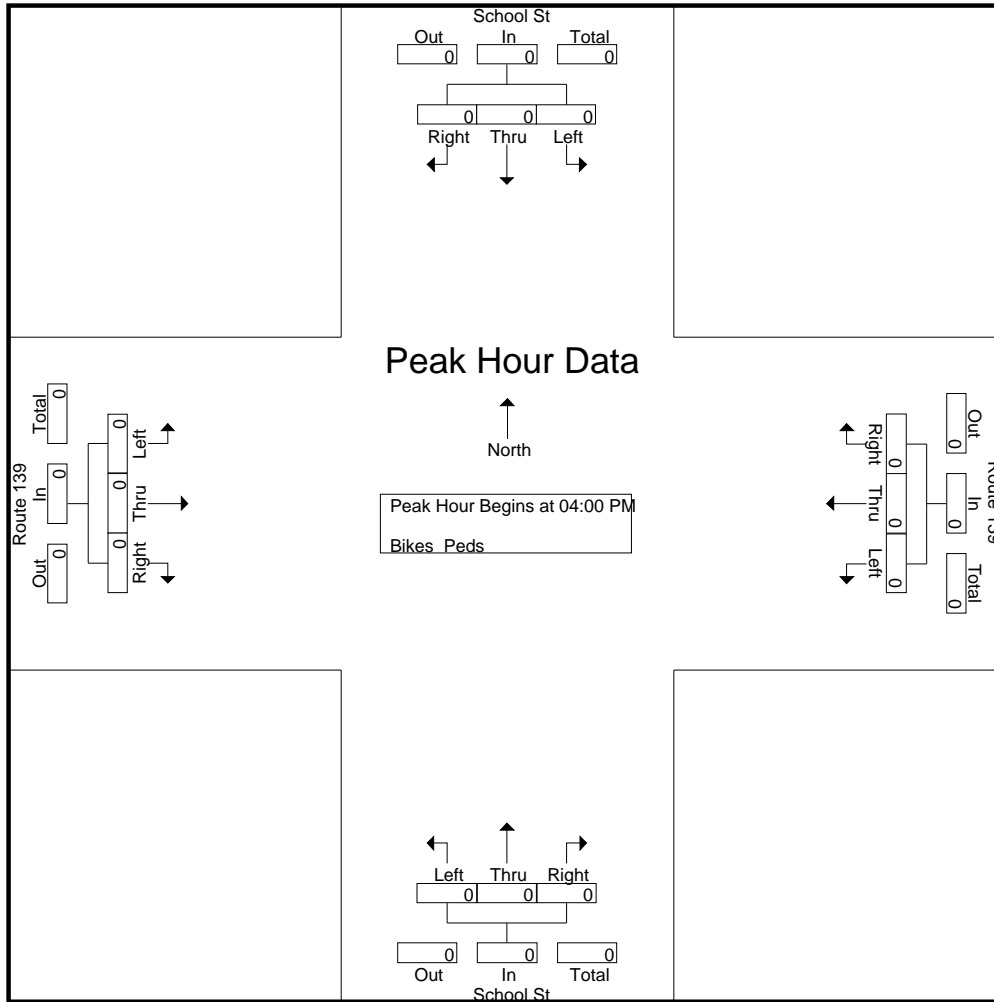 School St
Out In Total
0 0 0
0 0 0
Right Thru Left
Peak Hour Data
North
Peak Hour Begins at 04:00 PM
Bikes Peds
Route 139
Total In Out
0 0 0
0 0 0
Left Thru Right
Right Thru Left
0 0 0
0 0 0
Out In Total
Route 139
Left Thru Right
0 0 0
0 0 0
Out In Total
School St